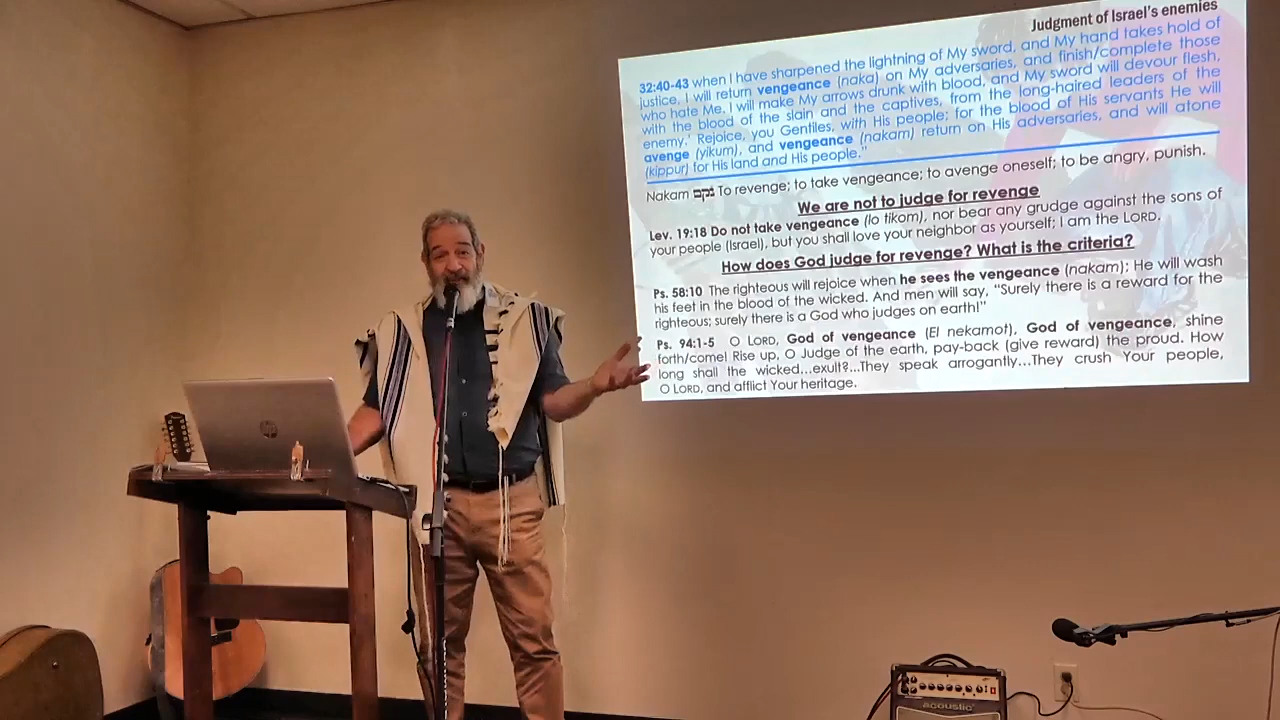 Judgment of Israel's enemies
32:40-43 when I have sharpened the lightning of My sword, and My hand takes hold of
justice, I will return vengeance (naka) on My adversaries, and finish/complete those
who hate Me. I will make My arrows drunk with blood, and My sword will devour flesh,
with the blood of the slain and the captives, from the long-haired leaders of the
enemy.' Rejoice, you Gentiles, with His people; for the blood of His servants He will
avenge (yikum), and vengeance (nakam) return on His adversaries, and will atone
(kippur) for His land and His people."
Nakam נקם To revenge; to take vengeance; to avenge oneself; to be angry, punish.
We are not to judge for revenge
Lev. 19:18 Do not take vengeance (lo tikom), nor bear any grudge against the sons of
your people (Israel), but you shall love your neighbor as yourself; I am the LORD.
How does God judge for revenge? What is the criteria?
Ps. 58:10 The righteous will rejoice when he sees the vengeance (nakam); He will wash
his feet in the blood of the wicked. And men will say, "Surely there is a reward for the
righteous; surely there is a God who judges on earth!"
Ps. 94:1-5 O LORD, God of vengeance (El nekamot), God of vengeance, shine
forth/come! Rise up, O Judge of the earth, pay-back (give reward) the proud. How
long shall the wicked...exult?...They speak arrogantly...They crush Your people,
O LORD, and afflict Your heritage.
hp
acoustic